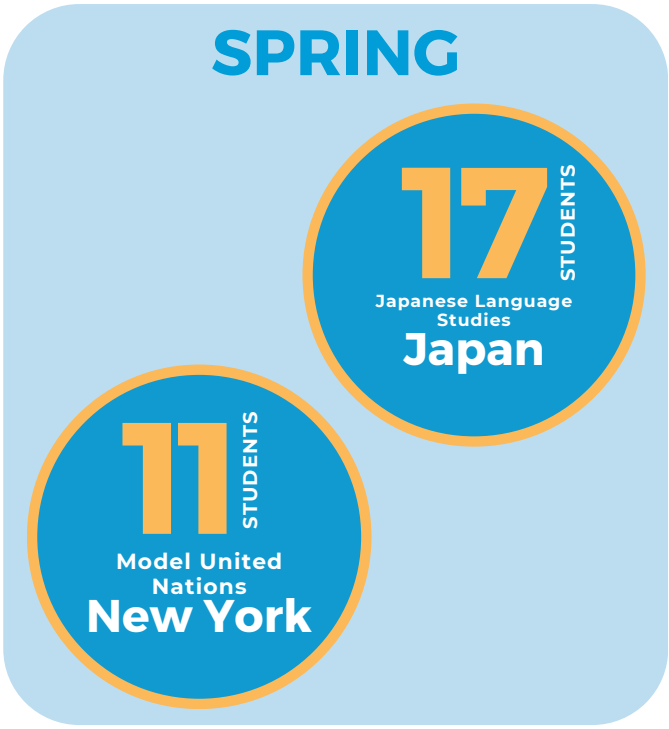 SPRING
17 STUDENTS
Japanese Language
Studies
Japan
11 STUDENTS
Model United
Nations
New York